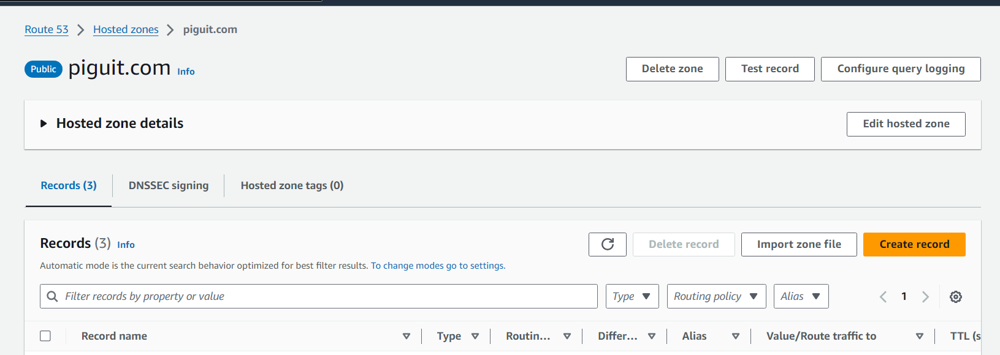 Route 53 Hosted zones piguit.com
Public piguit.com Info Delete zone Test record Configure query logging
Hosted zone details Edit hosted zone
Records (3) DNSSEC signing Hosted zone tags (0)
Records (3) Info Delete record Import zone file Create record
Automatic mode is the current search behavior optimized for best filter results. To change modes go to settings.
Filter records by property or value Type Routing policy Alias 1
Record name Type Routin... Differ... Alias Value/Route traffic to TTL (s